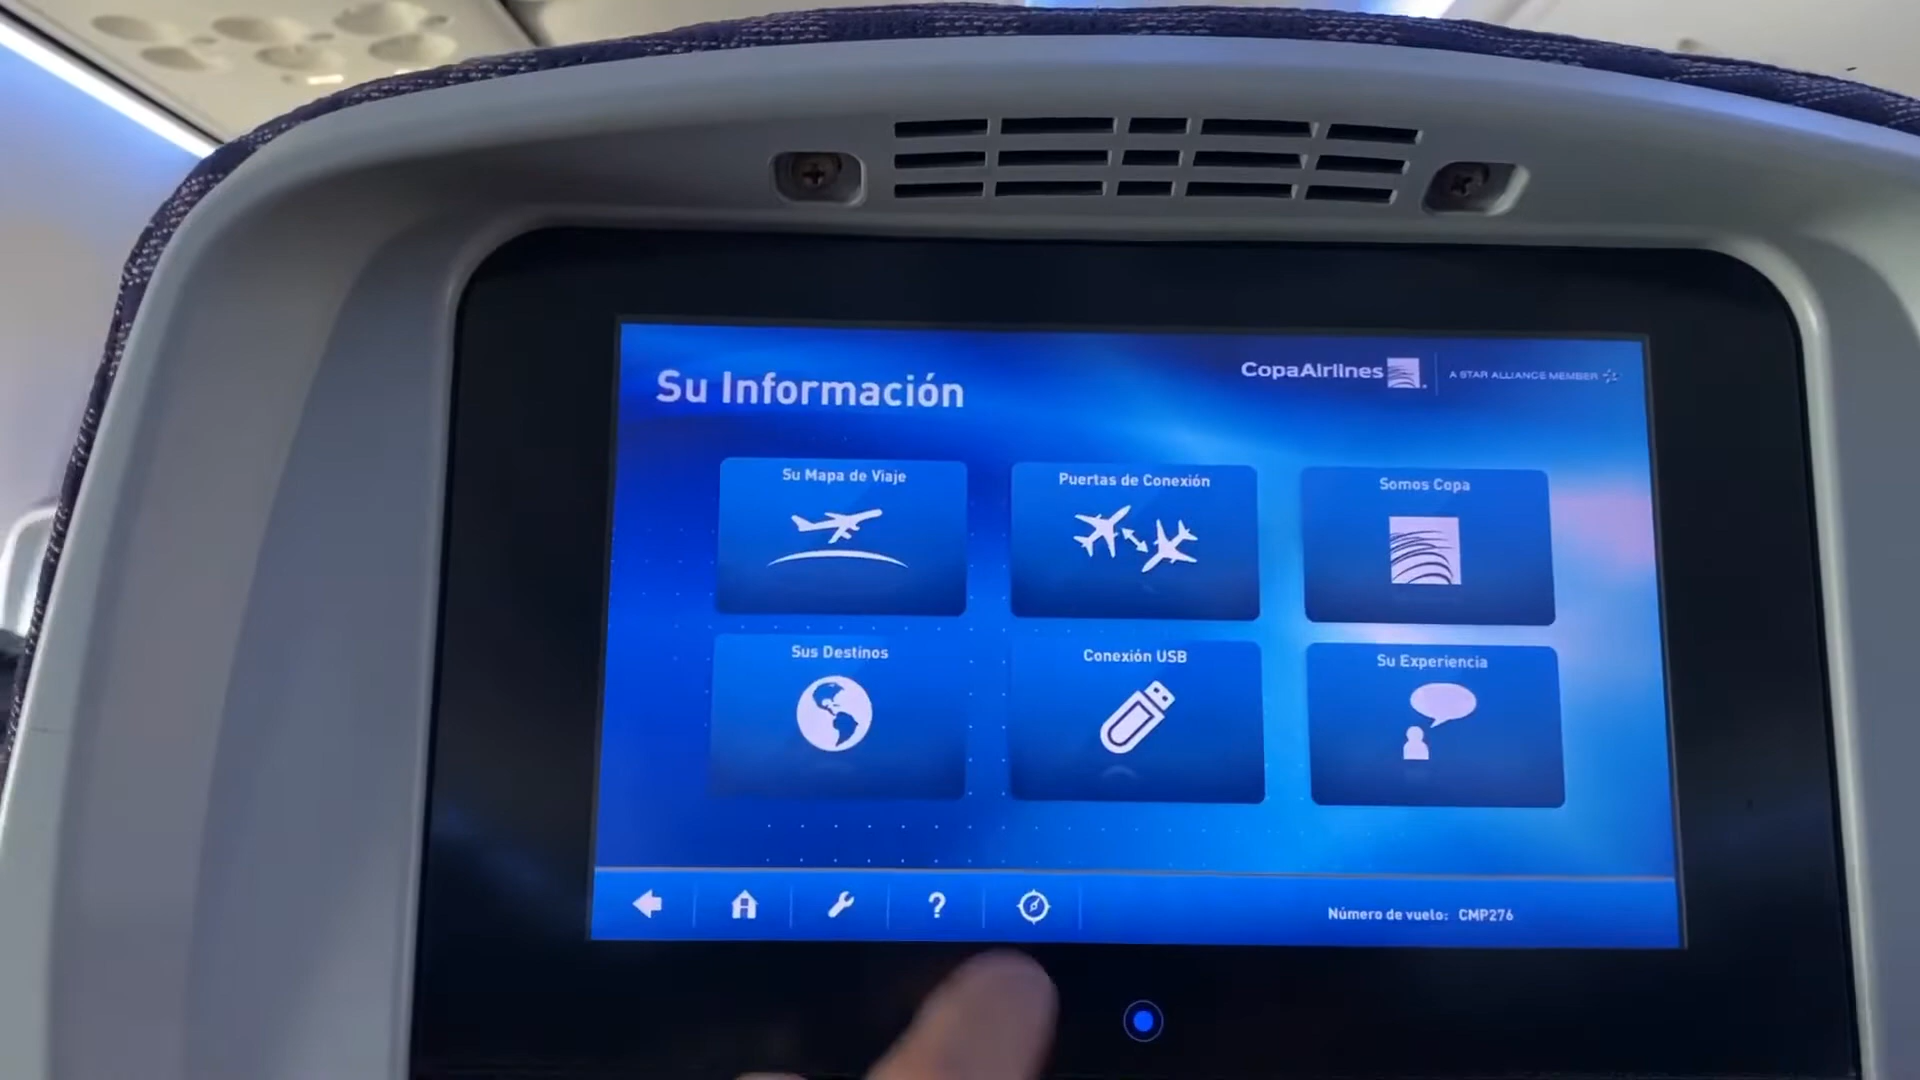 Su Información
CopaAirlines
A STAR ALLIANCE MEMBER
Su Mapa de Viaje
Puertas de Conexión
Somos Copa
Sus Destinos
Conexión USB
Su Experiencia
?
Número de vuelo: CMP276